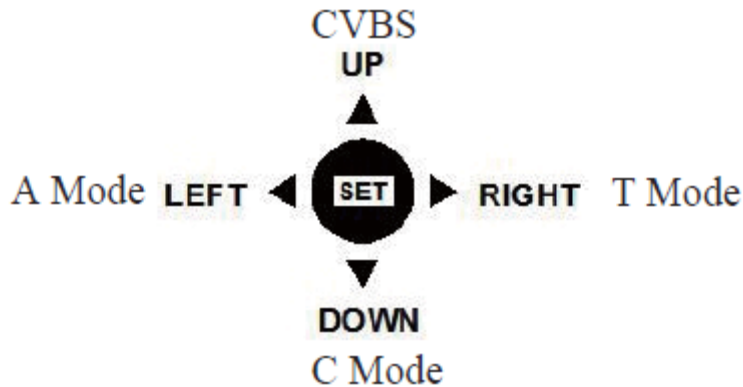 CVBS
UP
A Mode LEFT SET RIGHT T Mode
DOWN
C Mode